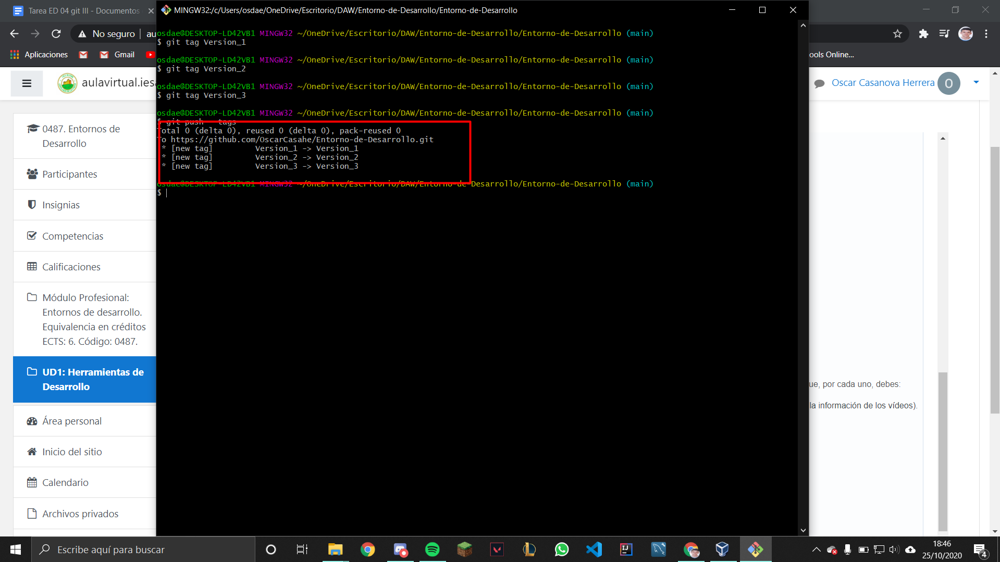 Tarea ED 04 git III - Documentos
MINGW32:/c/Users/osdae/OneDrive/Escritorio/DAW/Entorno-de-Desarrollo/Entorno-de-Desarrollo
No seguro
au
Aplicaciones
Gmail
ools Online...
aulavirtual.iesa
Oscar Casanova Herrera
O
osdae@DESKTOP-LD42VB1 MINGW32 ~/OneDrive/Escritorio/DAW/Entorno-de-Desarrollo/Entorno-de-Desarrollo (main)
$ git tag Version_1
osdae@DESKTOP-LD42VB1 MINGW32 ~/OneDrive/Escritorio/DAW/Entorno-de-Desarrollo/Entorno-de-Desarrollo (main)
$ git tag Version_2
osdae@DESKTOP-LD42VB1 MINGW32 ~/OneDrive/Escritorio/DAW/Entorno-de-Desarrollo/Entorno-de-Desarrollo (main)
$ git tag Version_3
osdae@DESKTOP-LD42VB1 MINGW32 ~/OneDrive/Escritorio/DAW/Entorno-de-Desarrollo/Entorno-de-Desarrollo (main)
$ git push --tags
Total 0 (delta 0), reused 0 (delta 0), pack-reused 0
To https://github.com/OscarCasahe/Entorno-de-Desarrollo.git
* [new tag] Version_1 -> Version_1
* [new tag] Version_2 -> Version_2
* [new tag] Version_3 -> Version_3
osdae@DESKTOP-LD42VB1 MINGW32 ~/OneDrive/Escritorio/DAW/Entorno-de-Desarrollo/Entorno-de-Desarrollo (main)
$
0487. Entornos de
Desarrollo
Participantes
Insignias
Competencias
Calificaciones
Módulo Profesional:
Entornos de desarrollo.
Equivalencia en créditos
ECTS: 6. Código: 0487.
UD1: Herramientas de
Desarrollo
Área personal
Inicio del sitio
Calendario
Archivos privados
ue, por cada uno, debes:
la información de los vídeos).
Escribe aquí para buscar
18:46
25/10/2020
4